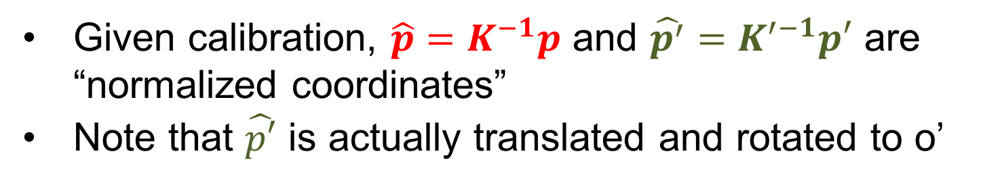 • Given calibration, p̂ = K⁻¹p and p̂′ = K′⁻¹p′ are
“normalized coordinates”
• Note that p̂′ is actually translated and rotated to o’